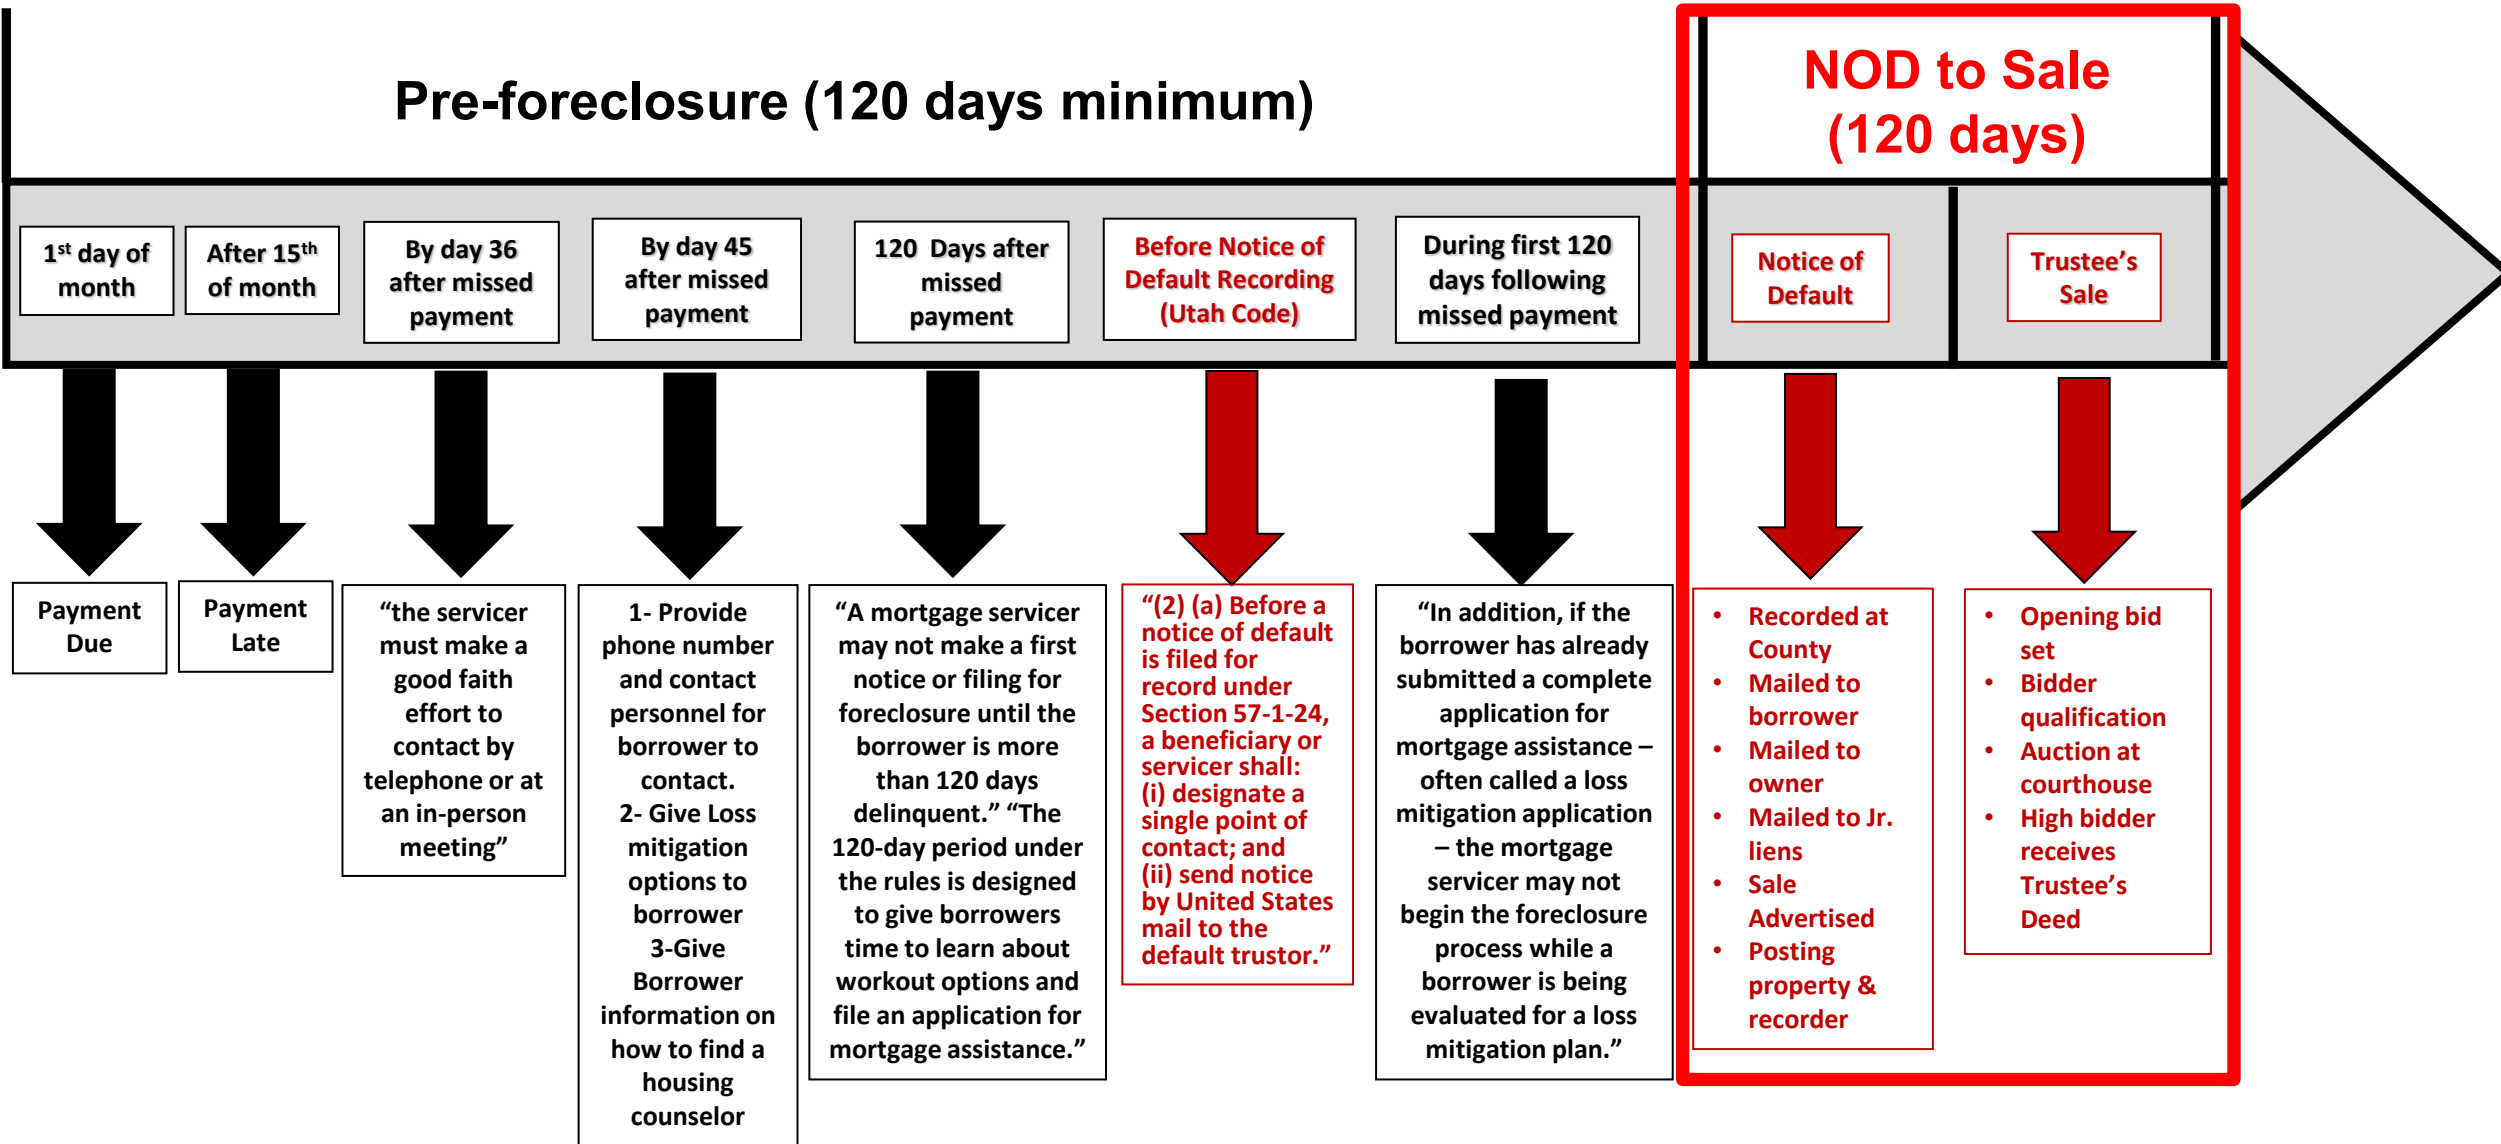 Pre-foreclosure (120 days minimum)
NOD to Sale
(120 days)
1st day of
month
After 15th
of month
By day 36
after missed
payment
By day 45
after missed
payment
120 Days after
missed
payment
Before Notice of
Default Recording
(Utah Code)
During first 120
days following
missed payment
Notice of
Default
Trustee’s
Sale
Payment
Due
Payment
Late
“the servicer
must make a
good faith
effort to
contact by
telephone or at
an in-person
meeting”
1- Provide
phone number
and contact
personnel for
borrower to
contact.
2- Give Loss
mitigation
options to
borrower
3-Give
Borrower
information on
how to find a
housing
counselor
“A mortgage servicer
may not make a first
notice or filing for
foreclosure until the
borrower is more
than 120 days
delinquent.” “The
120-day period under
the rules is designed
to give borrowers
time to learn about
workout options and
file an application for
mortgage assistance.”
“(2) (a) Before a
notice of default
is filed for
record under
Section 57-1-24,
a beneficiary or
servicer shall:
(i) designate a
single point of
contact; and
(ii) send notice
by United States
mail to the
default trustor.”
“In addition, if the
borrower has already
submitted a complete
application for
mortgage assistance –
often called a loss
mitigation application
– the mortgage
servicer may not
begin the foreclosure
process while a
borrower is being
evaluated for a loss
mitigation plan.”
• Recorded at
County
• Mailed to
borrower
• Mailed to
owner
• Mailed to Jr.
liens
• Sale
Advertised
• Posting
property &
recorder
• Opening bid
set
• Bidder
qualification
• Auction at
courthouse
• High bidder
receives
Trustee’s
Deed